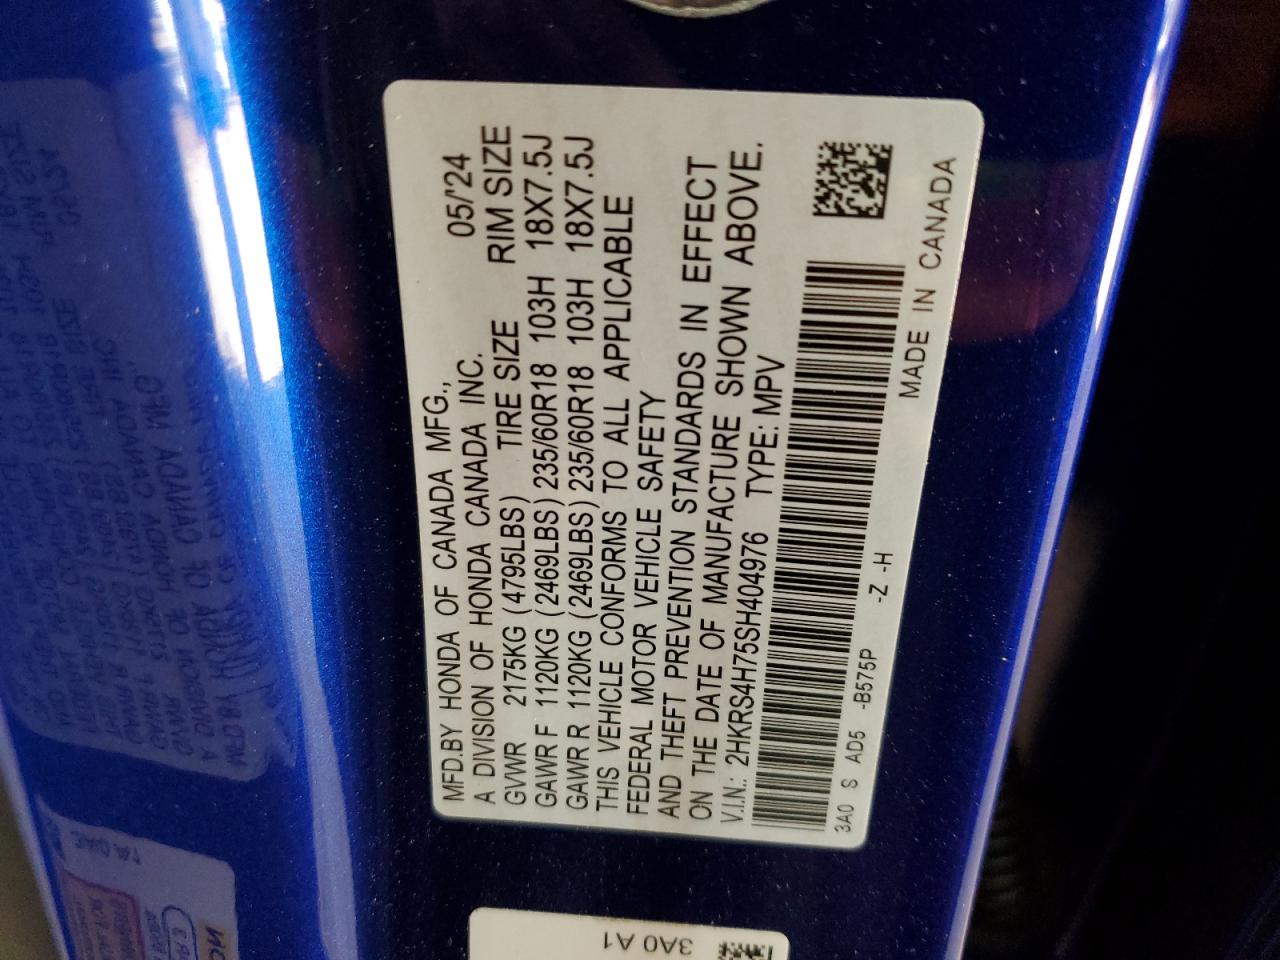 MFD.BY HONDA OF CANADA MFG., 05/'24
A DIVISION OF HONDA CANADA INC.
GVWR 2175KG (4795LBS) TIRE SIZE RIM SIZE
GAWR F 1120KG (2469LBS) 235/60R18 103H 18X7.5J
GAWR R 1120KG (2469LBS) 235/60R18 103H 18X7.5J
THIS VEHICLE CONFORMS TO ALL APPLICABLE
FEDERAL MOTOR VEHICLE SAFETY
AND THEFT PREVENTION STANDARDS IN EFFECT
ON THE DATE OF MANUFACTURE SHOWN ABOVE.
V.I.N.: 2HKRS4H75SH404976 TYPE: MPV
3A0 S AD5 -B575P -Z -H MADE IN CANADA
3A0 A1